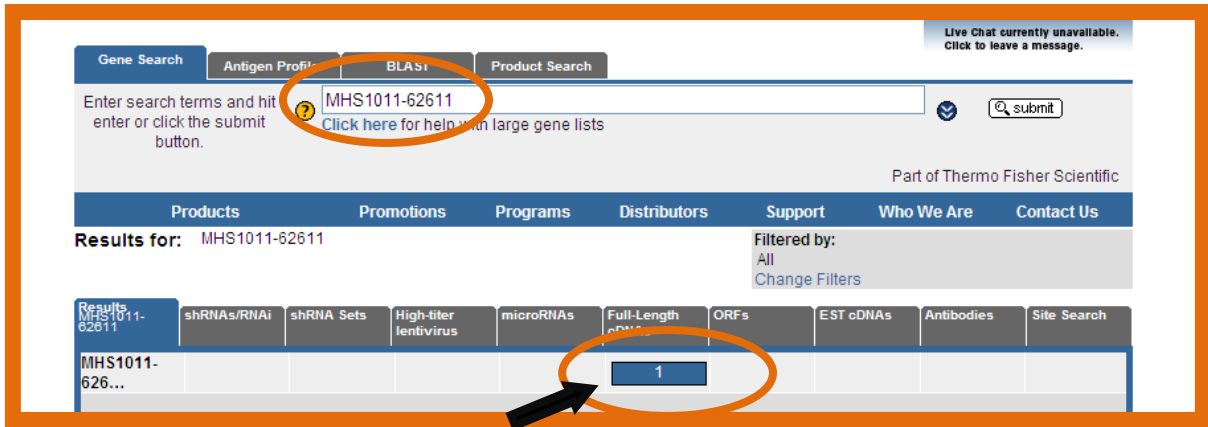 Live Chat currently unavailable.
Click to leave a message.
Gene Search
Antigen Profile
BLAST
Product Search
Enter search terms and hit
enter or click the submit
button.
?
MHS1011-62611
submit
Click here for help with large gene lists
Part of Thermo Fisher Scientific
Products Promotions Programs Distributors Support Who We Are Contact Us
Results for: MHS1011-62611
Filtered by:
All
Change Filters
Results
MHS1011-
62611
shRNAs/RNAi
shRNA Sets
High-titer
lentivirus
microRNAs
Full-Length
cDNAs
ORFs
EST cDNAs
Antibodies
Site Search
MHS1011-
626...
1